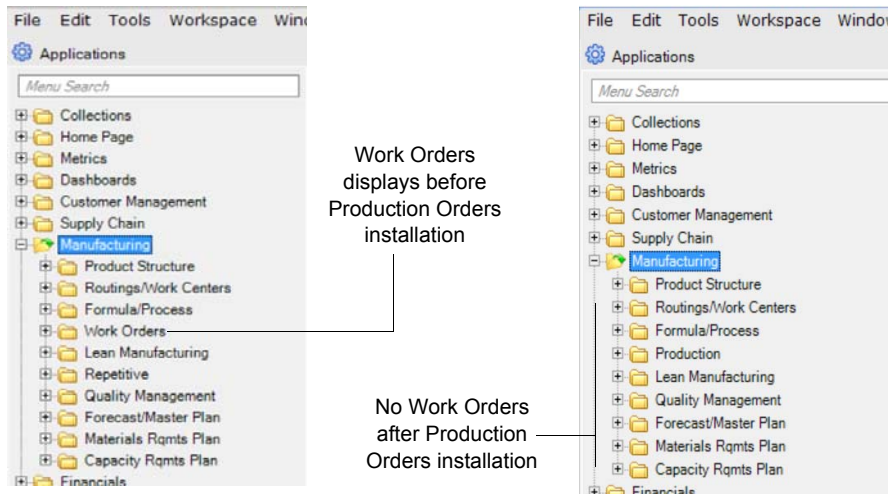 File Edit Tools Workspace
Applications
Menu Search
Collections
Home Page
Metrics
Dashboards
Customer Management
Supply Chain
Manufacturing
Product Structure
Routings/Work Centers
Formula/Process
Work Orders
Lean Manufacturing
Repetitive
Quality Management
Forecast/Master Plan
Materials Rqmts Plan
Capacity Rqmts Plan
Financials
Work Orders
displays before
Production Orders
installation
No Work Orders
after Production
Orders installation
File Edit Tools Workspace
Applications
Menu Search
Collections
Home Page
Metrics
Dashboards
Customer Management
Supply Chain
Manufacturing
Product Structure
Routings/Work Centers
Formula/Process
Production
Lean Manufacturing
Quality Management
Forecast/Master Plan
Materials Rqmts Plan
Capacity Rqmts Plan
Financials